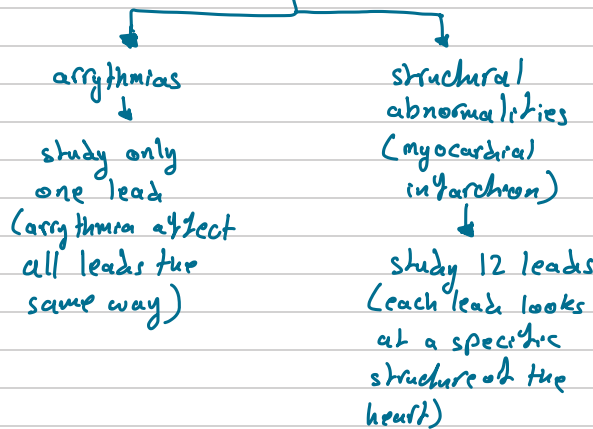 arrythmias
study only
one lead
(arrythmia affect
all leads the
same way)
structural
abnormalities
(myocardial
infarction)
study 12 leads
(each lead looks
at a specific
structure of the
heart)